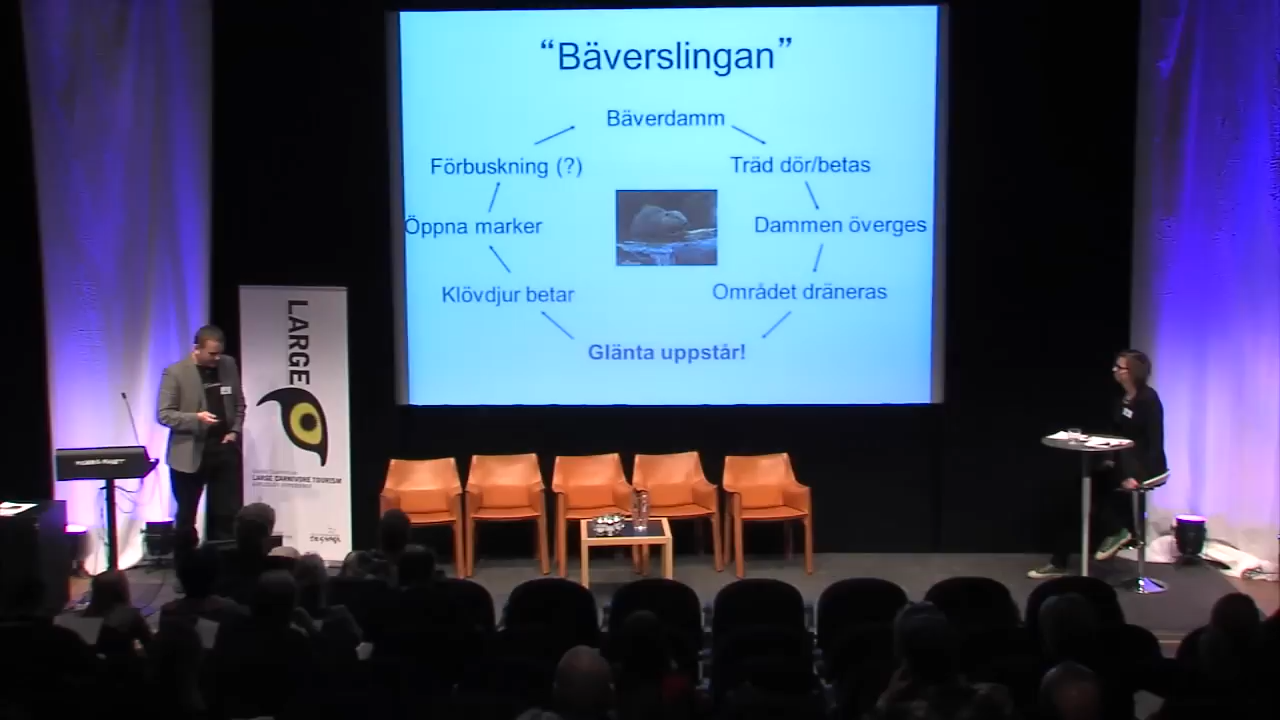 “Bäverslingan”
Bäverdamm
Träd dör/betas
Dammen överges
Området dräneras
Glänta uppstår!
Klövdjur betar
Öppna marker
Förbuskning (?)
LARGE
LARGE CARNIVORE TOURISM